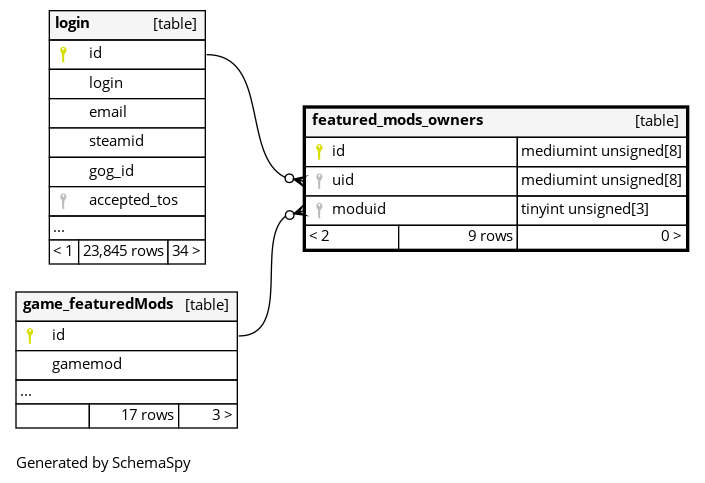 login [table]
id
login
email
steamid
gog_id
accepted_tos
...
< 1 23,845 rows 34 >
featured_mods_owners [table]
id mediumint unsigned[8]
uid mediumint unsigned[8]
moduid tinyint unsigned[3]
< 2 9 rows 0 >
game_featuredMods [table]
id
gamemod
...
17 rows 3 >
Generated by SchemaSpy